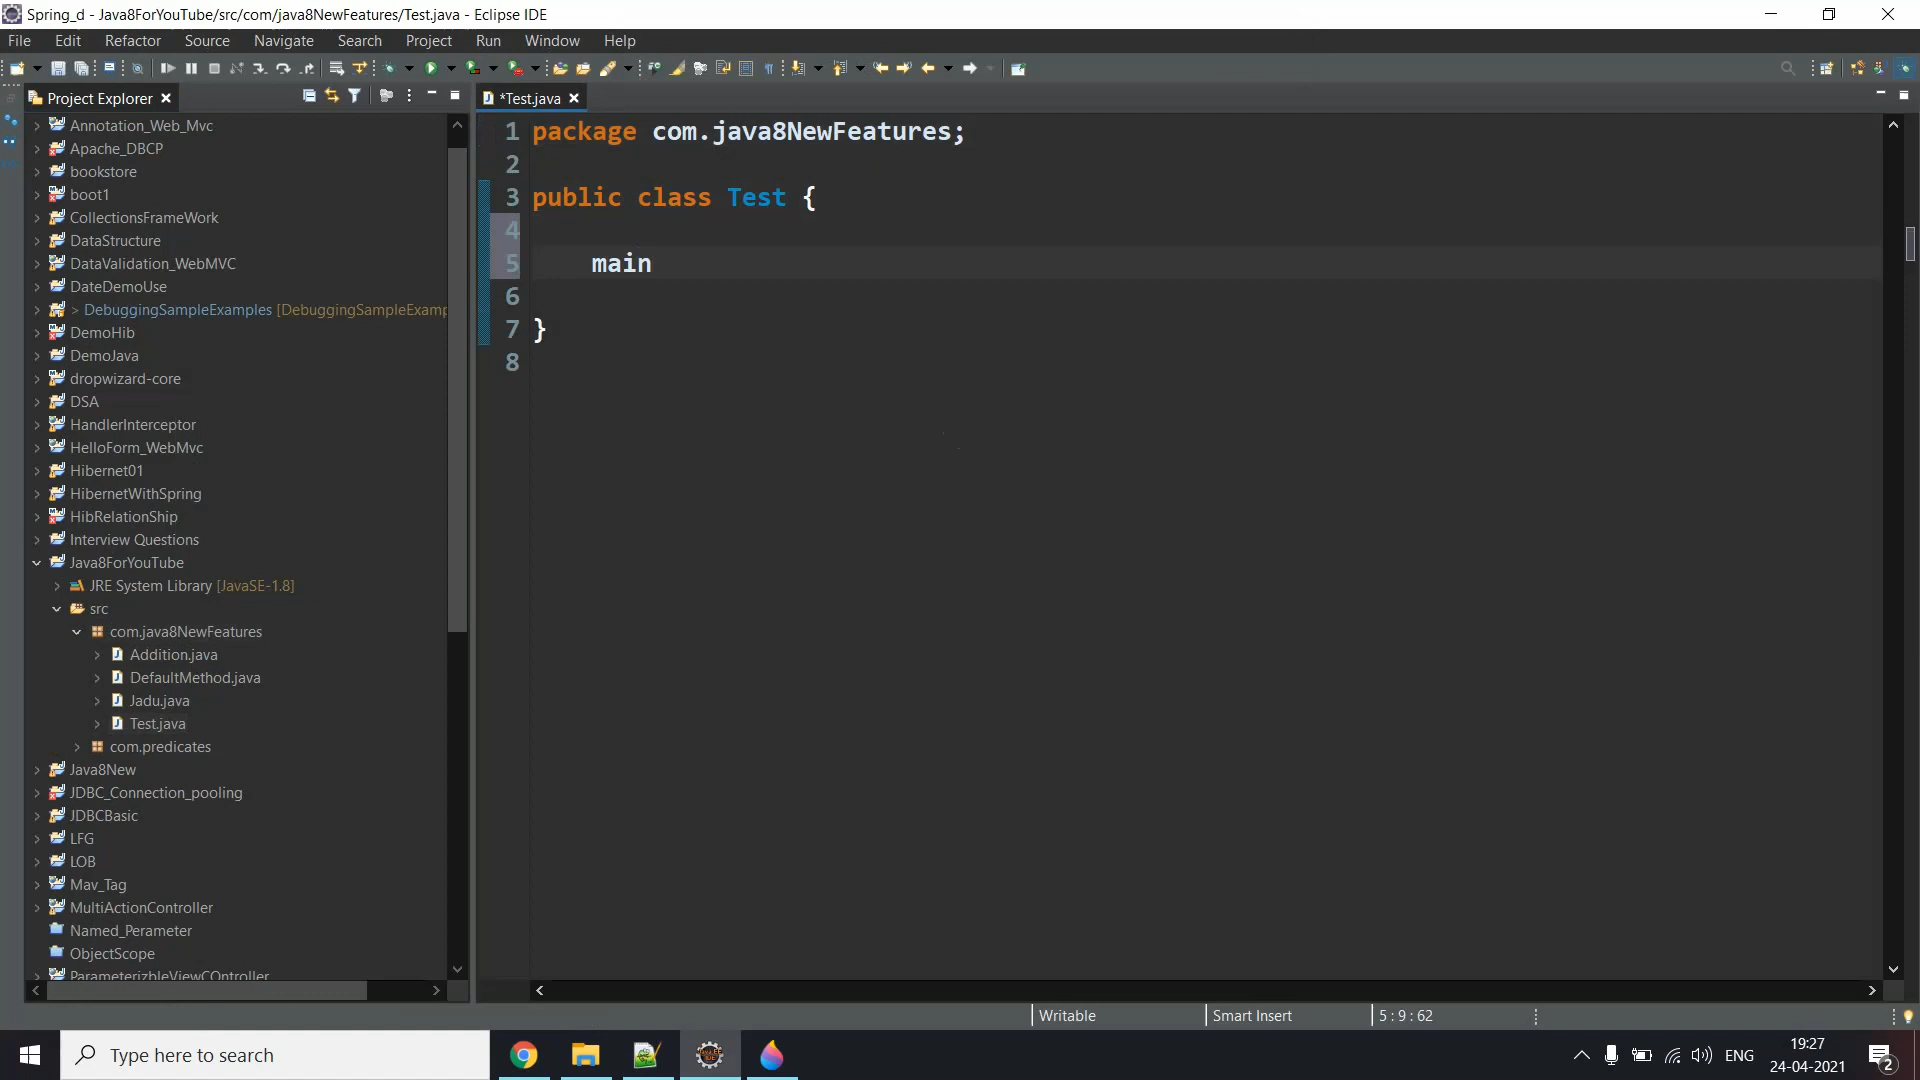 Spring_d - Java8ForYouTube/src/com/java8NewFeatures/Test.java - Eclipse IDE
File Edit Refactor Source Navigate Search Project Run Window Help
Project Explorer
*Test.java
Annotation_Web_Mvc
Apache_DBCP
bookstore
boot1
CollectionsFrameWork
DataStructure
DataValidation_WebMVC
DateDemoUse
> DebuggingSampleExamples [DebuggingSampleExamp
DemoHib
DemoJava
dropwizard-core
DSA
HandlerInterceptor
HelloForm_WebMvc
Hibernet01
HibernetWithSpring
HibRelationShip
Interview Questions
Java8ForYouTube
JRE System Library [JavaSE-1.8]
src
com.java8NewFeatures
Addition.java
DefaultMethod.java
Jadu.java
Test.java
com.predicates
Java8New
JDBC_Connection_pooling
JDBCBasic
LFG
LOB
Mav_Tag
MultiActionController
Named_Perameter
ObjectScope
ParameterizbleViewCOntroller
1 package com.java8NewFeatures;
2
3 public class Test {
4
5 main
6
7 }
8
Writable Smart Insert 5 : 9 : 62
Type here to search
ENG
19:27
24-04-2021
2